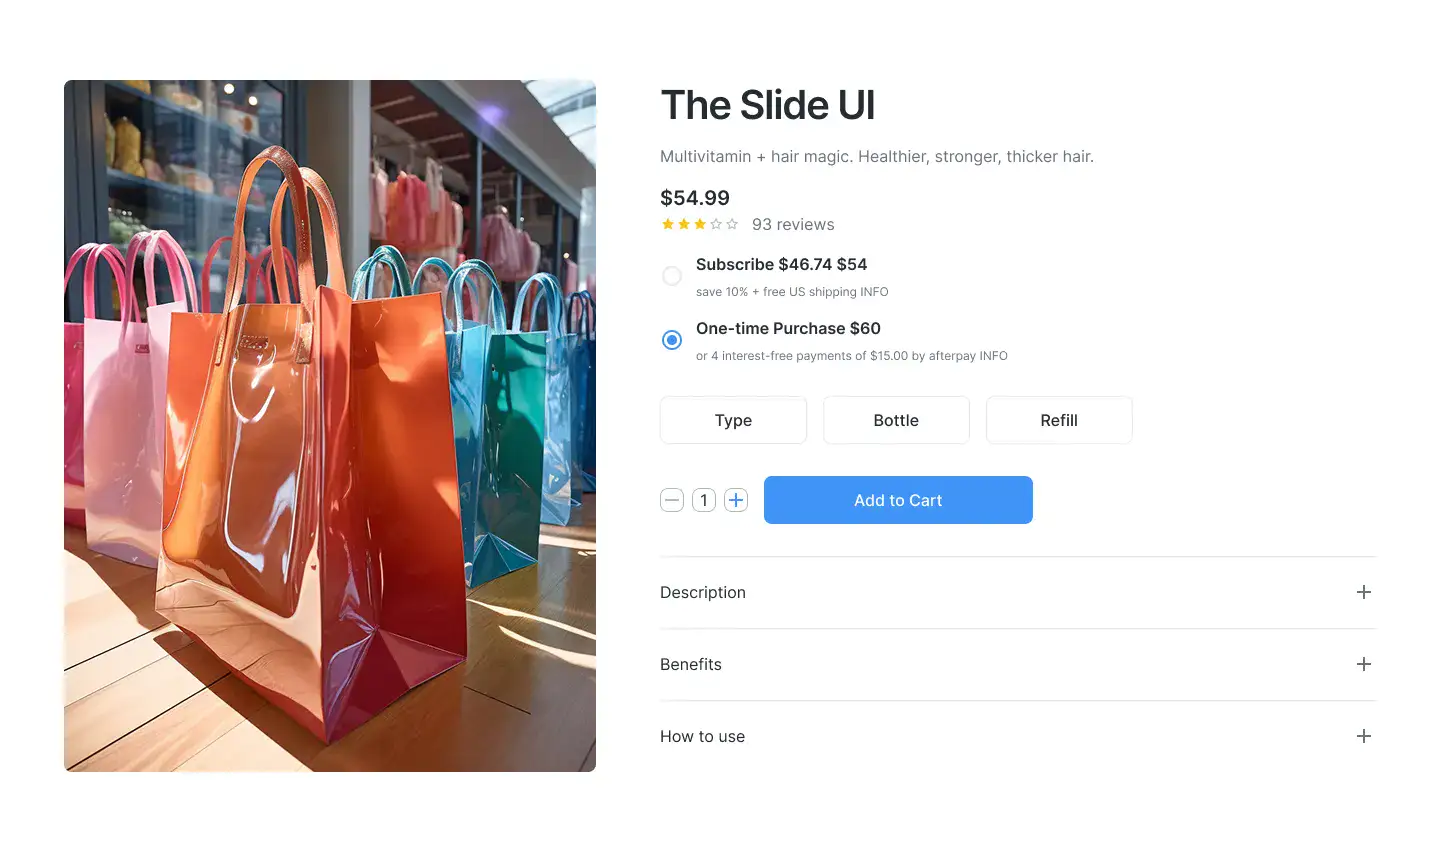 The Slide UI
Multivitamin + hair magic. Healthier, stronger, thicker hair.
$54.99
93 reviews
Subscribe $46.74 $54
save 10% + free US shipping INFO
One-time Purchase $60
or 4 interest-free payments of $15.00 by afterpay INFO
Type Bottle Refill
1 Add to Cart
Description
Benefits
How to use